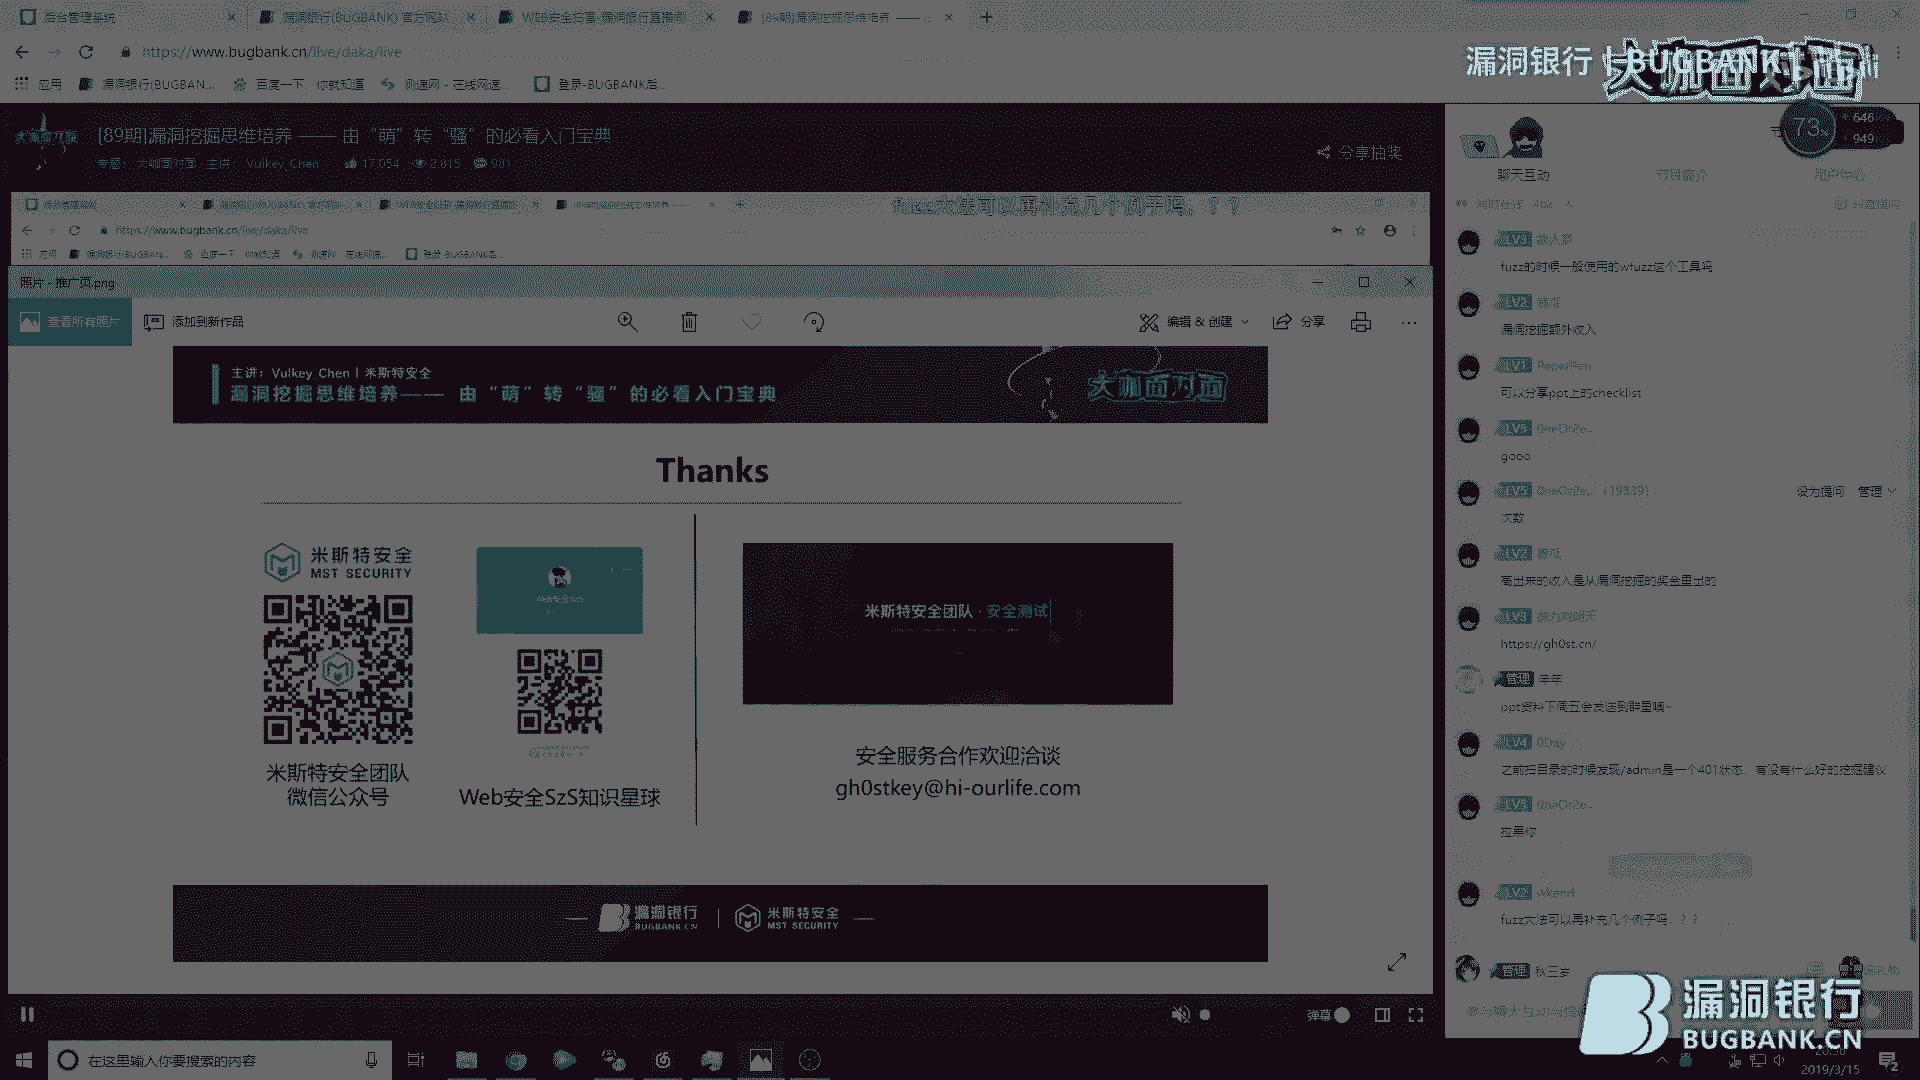 后台管理系统
漏洞银行(BUGBANK) 官方网站
WEB安全扫盲-漏洞银行直播间
[89期]漏洞挖掘思维培养 ——
https://www.bugbank.cn/live/daka/live
应用
漏洞银行(BUGBAN...
百度一下，你就知道
测速网 - 在线网速...
登录-BUGBANK后...
漏洞银行
BUGBANK
大咖面对面
[89期]漏洞挖掘思维培养 —— 由“萌”转“骚”的必看入门宝典
专题：大咖面对面 · 主讲：Vulkey_Chen
17,054
2,815
981
分享抽奖
73%
646
949
聊天互动
节目简介
用户中心
https://www.bugbank.cn/live/daka/live
fuzz大法可以再补充几个例子吗。？？
照片 - 推广页.png
查看所有照片
添加到新作品
编辑 & 创建
分享
主讲：Vulkey_Chen | 米斯特安全
漏洞挖掘思维培养—— 由“萌”转“骚”的必看入门宝典
大咖面对面
Thanks
米斯特安全
MST SECURITY
米斯特安全团队
微信公众号
Web安全SzS知识星球
米斯特安全团队 · 安全测试
安全服务合作欢迎洽谈
gh0stkey@hi-ourlife.com
漏洞银行
BUGBANK.CN
米斯特安全
MST SECURITY
弹幕
LV3
fuzz的时候一般使用的wfuzz这个工具吗
LV2
漏洞挖掘额外收入
LV1 PaperPen
可以分享ppt上的checklist
LV5 0neOr2e...
gooo
LV5 0neOr2e... (19839)
设为提问 管理
次数
LV2
高出来的收入是从漏洞挖掘的奖金里出的
LV3
https://gh0st.cn/
管理 年年
ppt资料下周五会发送到群里哦~
LV4 0Day
之前扫目录的时候发现/admin是一个401状态，有没有什么好的挖掘建议
LV5 0neOr2e...
拉黑你
LV2 wkend
fuzz大法可以再补充几个例子吗，？？
管理 秋三岁
漏洞银行
BUGBANK.CN
在这里输入你要搜索的内容
2019/3/15